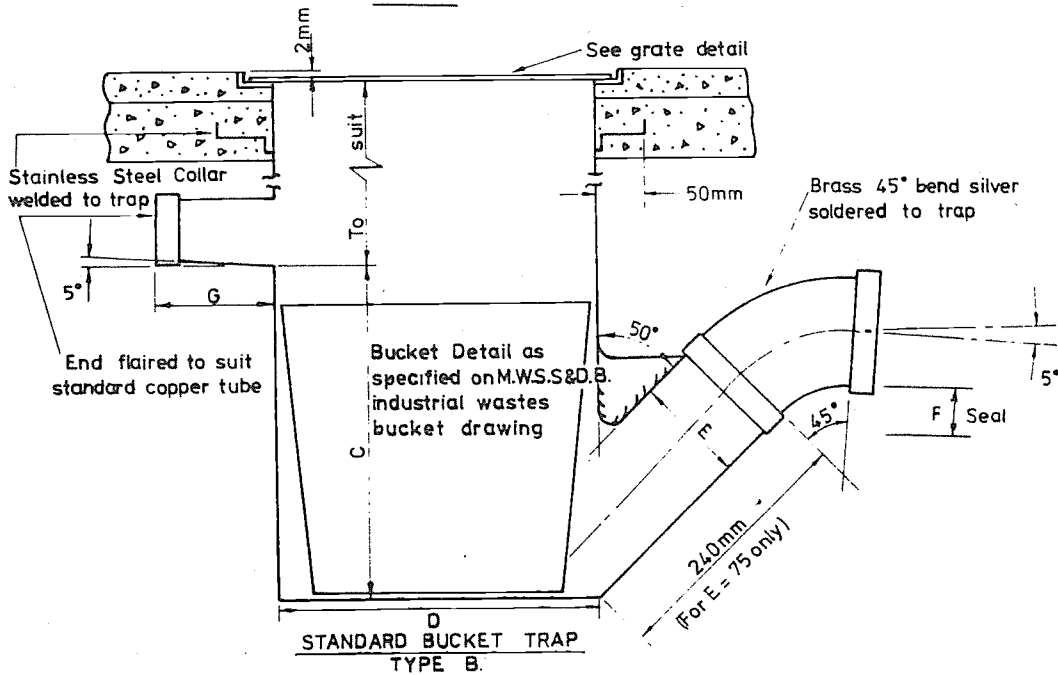 2mm
See grate detail
suit
To
Stainless Steel Collar
welded to trap
50mm
Brass 45° bend silver
soldered to trap
5°
G
End flaired to suit
standard copper tube
50°
Bucket Detail as
specified on M.W.S.S&D.B.
industrial wastes
bucket drawing
C
E
5°
F Seal
45°
240mm
(For E = 75 only)
D
STANDARD BUCKET TRAP
TYPE B.